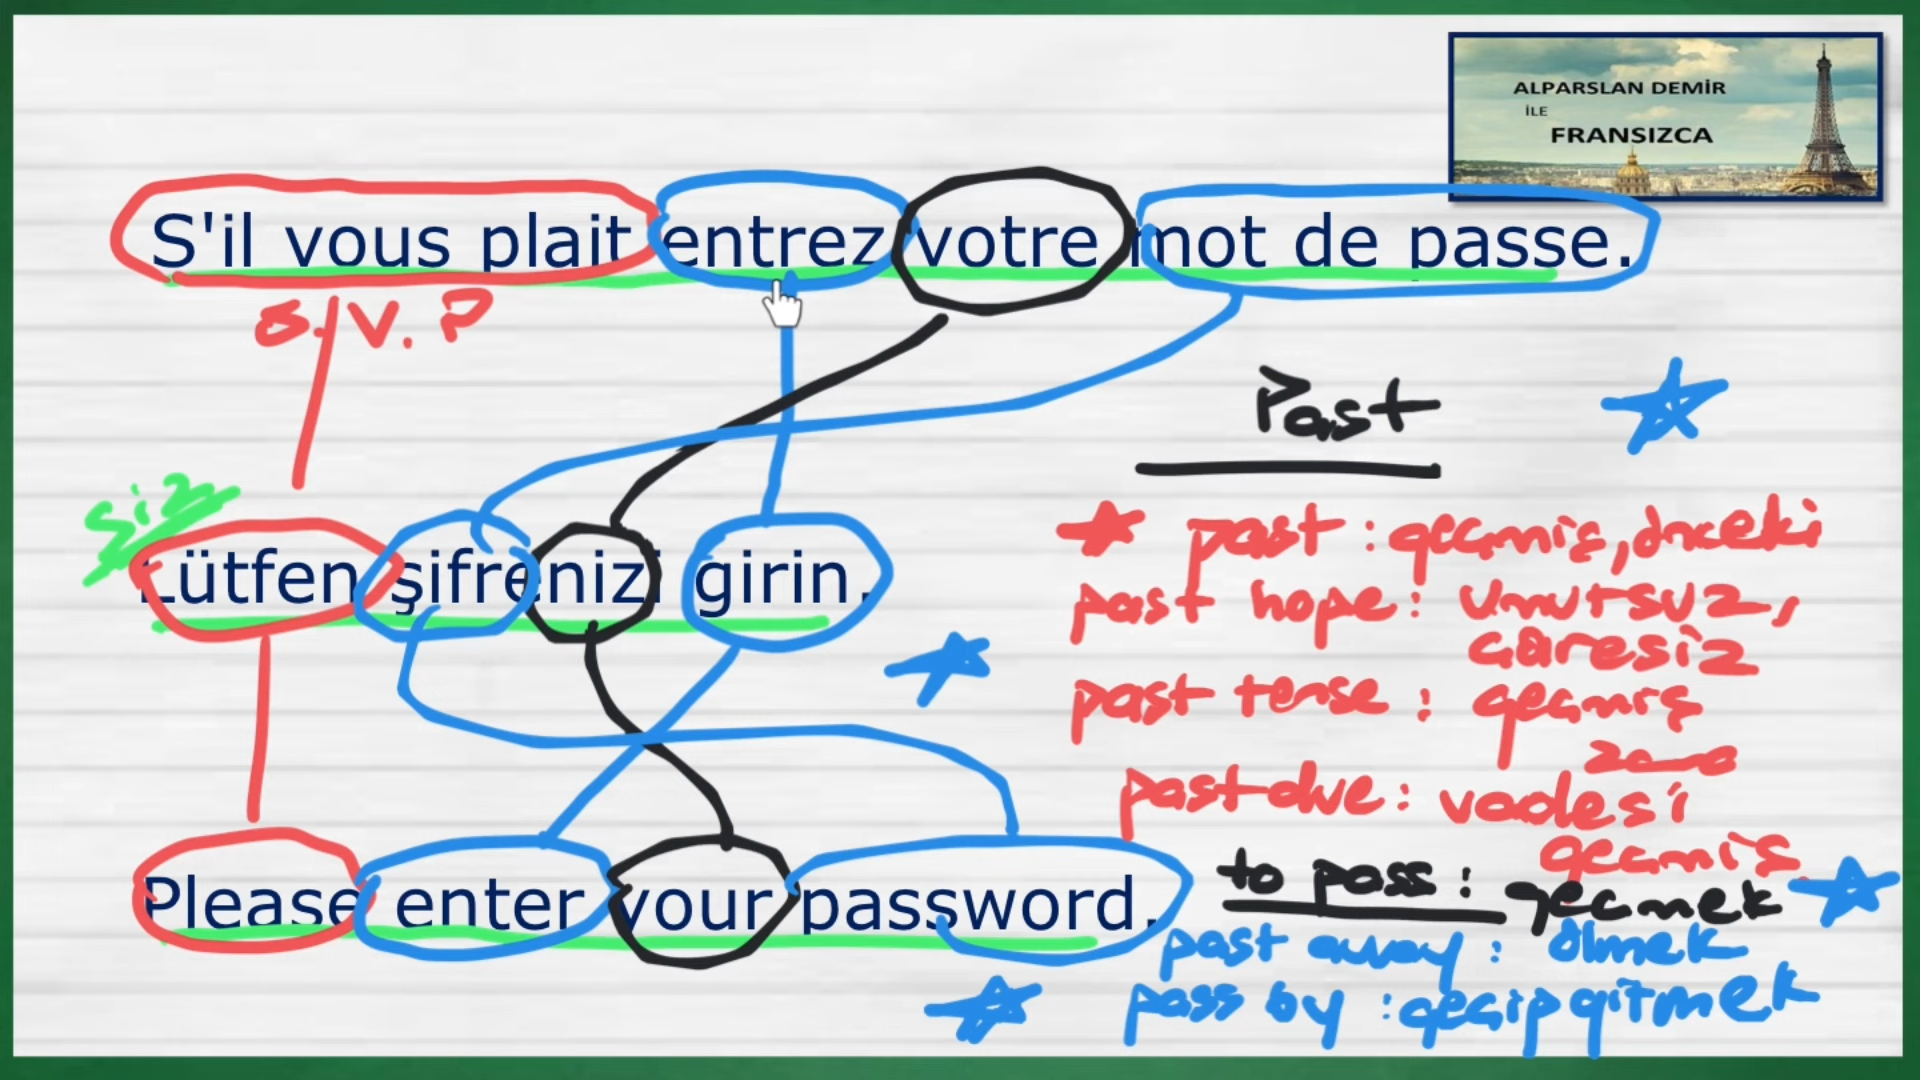 ALPARSLAN DEMİR
İLE
FRANSIZCA
S'il vous plait entrez votre mot de passe.
S.V.P
Past
siz
Lütfen şifrenizi girin.
past : geçmiş, önceki
past hope : umutsuz,
çaresiz
past tense : geçmiş
past due : vadesi
geçmiş
Please enter your password.
to pass : geçmek
past away : ölmek
pass by : geçip gitmek